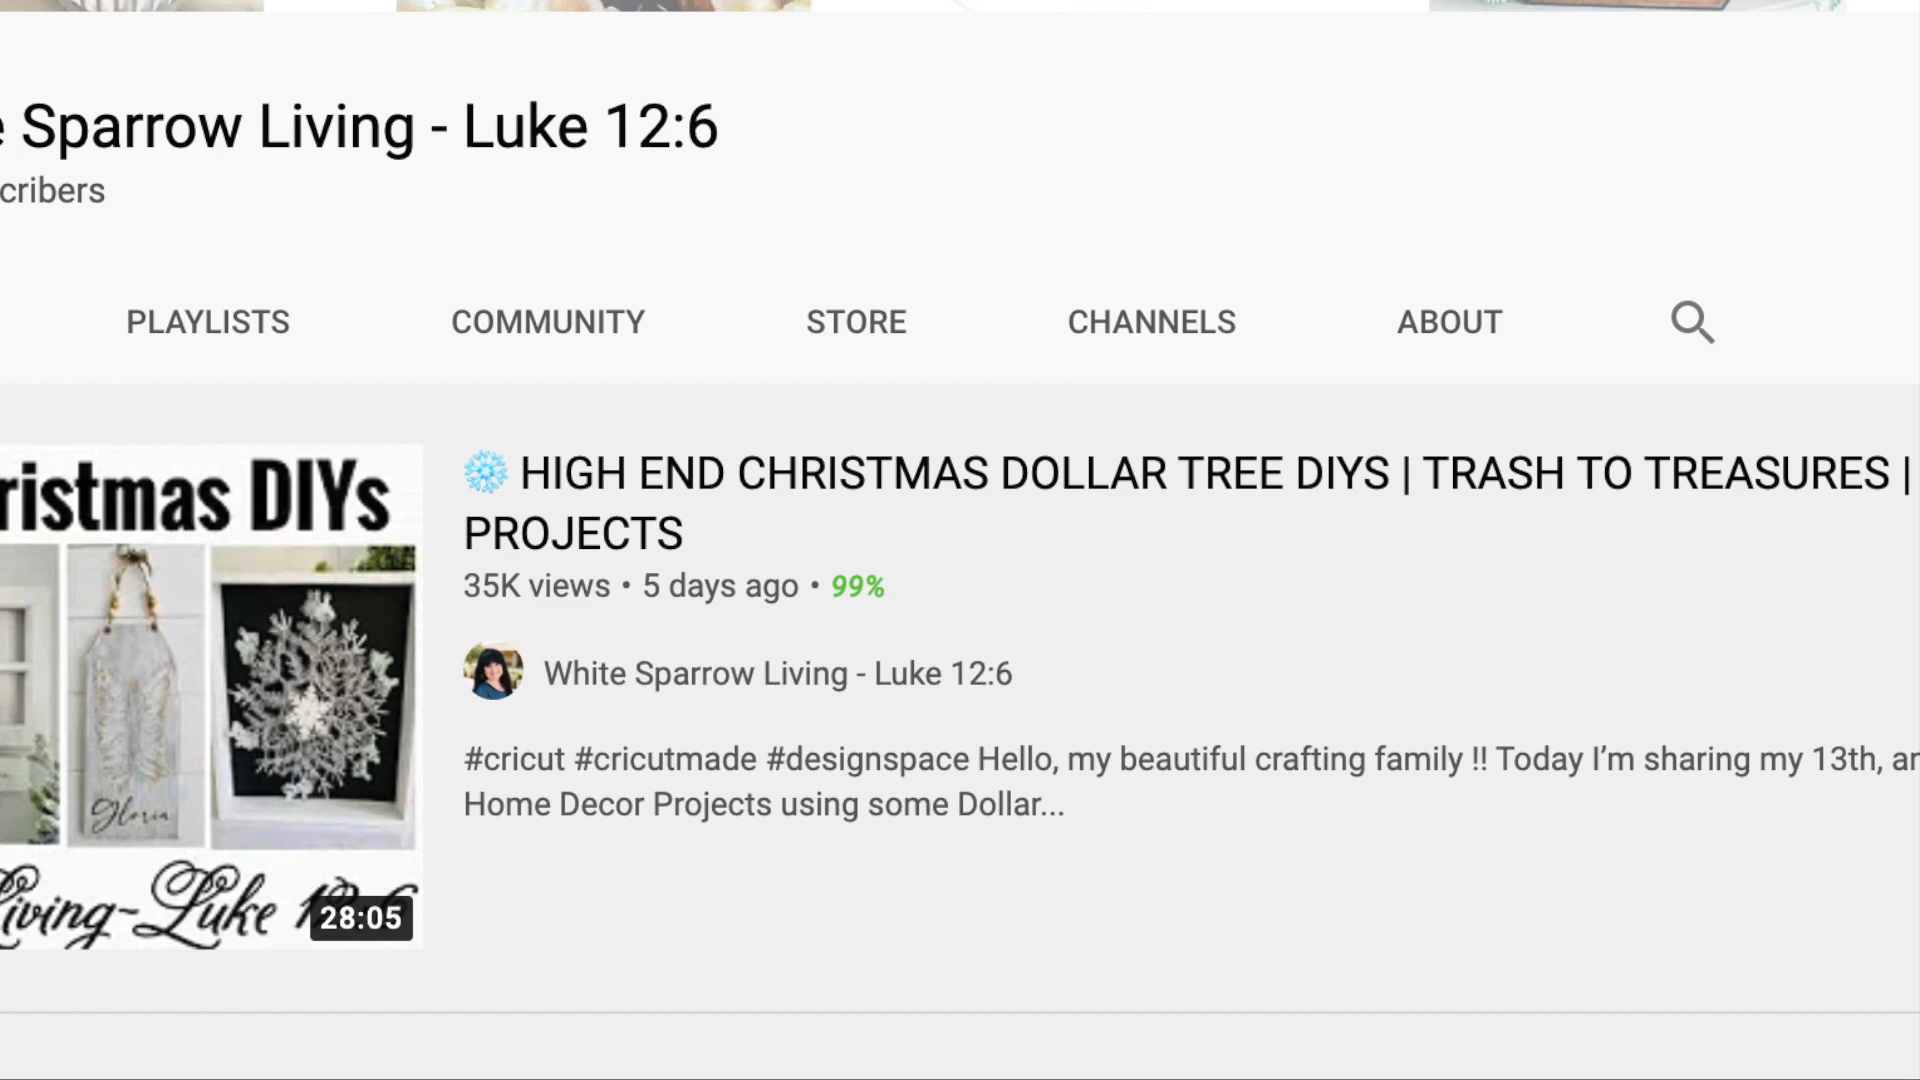 Sparrow Living - Luke 12:6
cribers
PLAYLISTS COMMUNITY STORE CHANNELS ABOUT
ristmas DIYs
Gloria
iving~Luke 12:6
28:05
HIGH END CHRISTMAS DOLLAR TREE DIYS | TRASH TO TREASURES |
PROJECTS
35K views • 5 days ago • 99%
White Sparrow Living - Luke 12:6
#cricut #cricutmade #designspace Hello, my beautiful crafting family !! Today I’m sharing my 13th, an
Home Decor Projects using some Dollar...